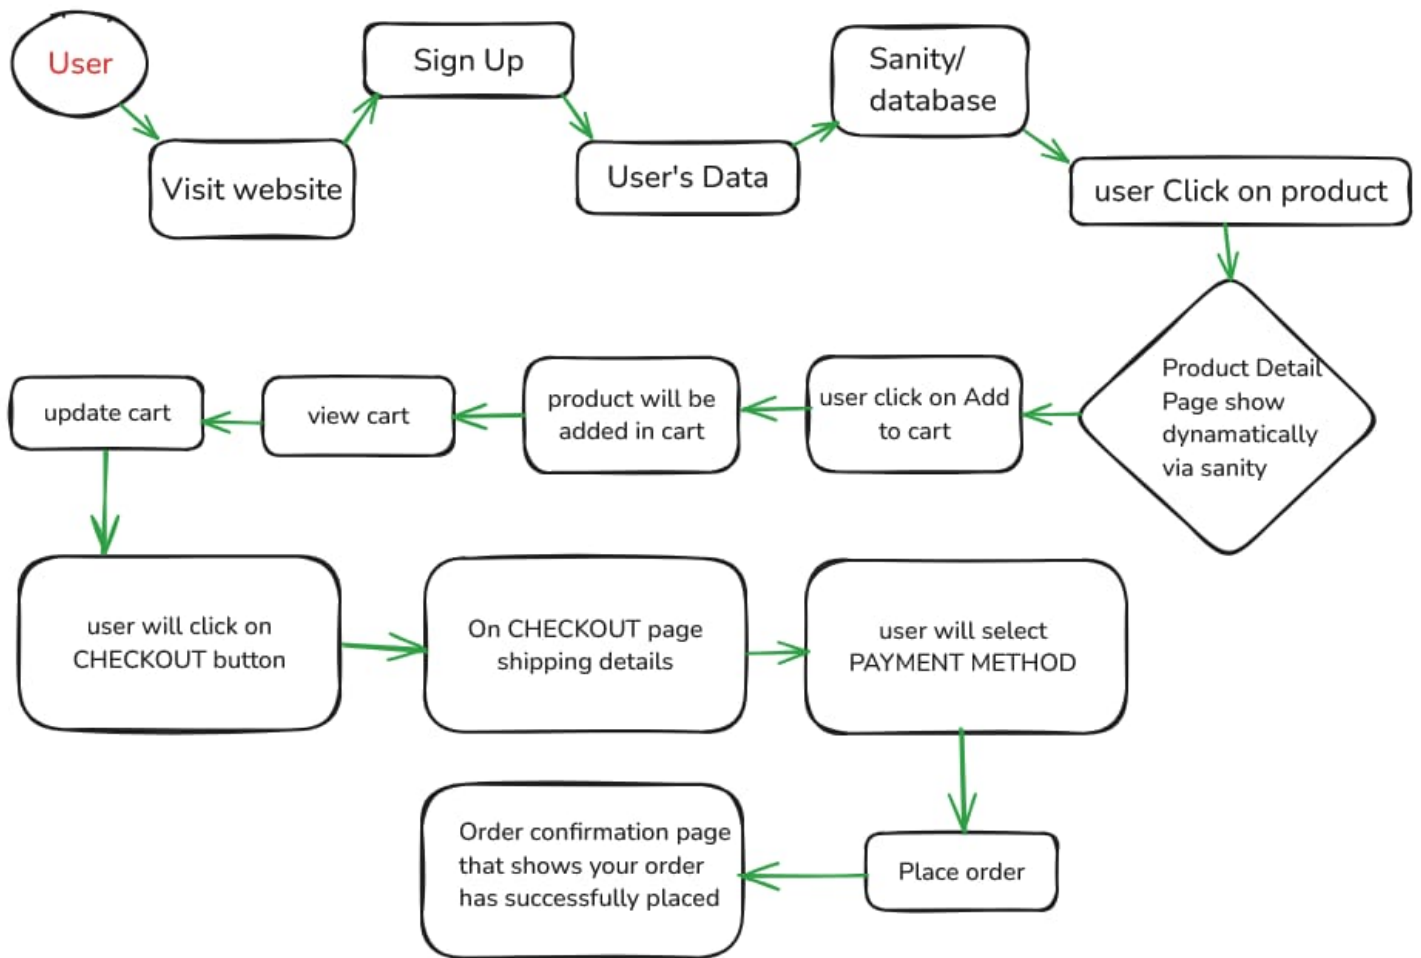 User
Visit website
Sign Up
User's Data
Sanity/
database
user Click on product
Product Detail
Page show
dynamatically
via sanity
user click on Add
to cart
product will be
added in cart
view cart
update cart
user will click on
CHECKOUT button
On CHECKOUT page
shipping details
user will select
PAYMENT METHOD
Place order
Order confirmation page
that shows your order
has successfully placed